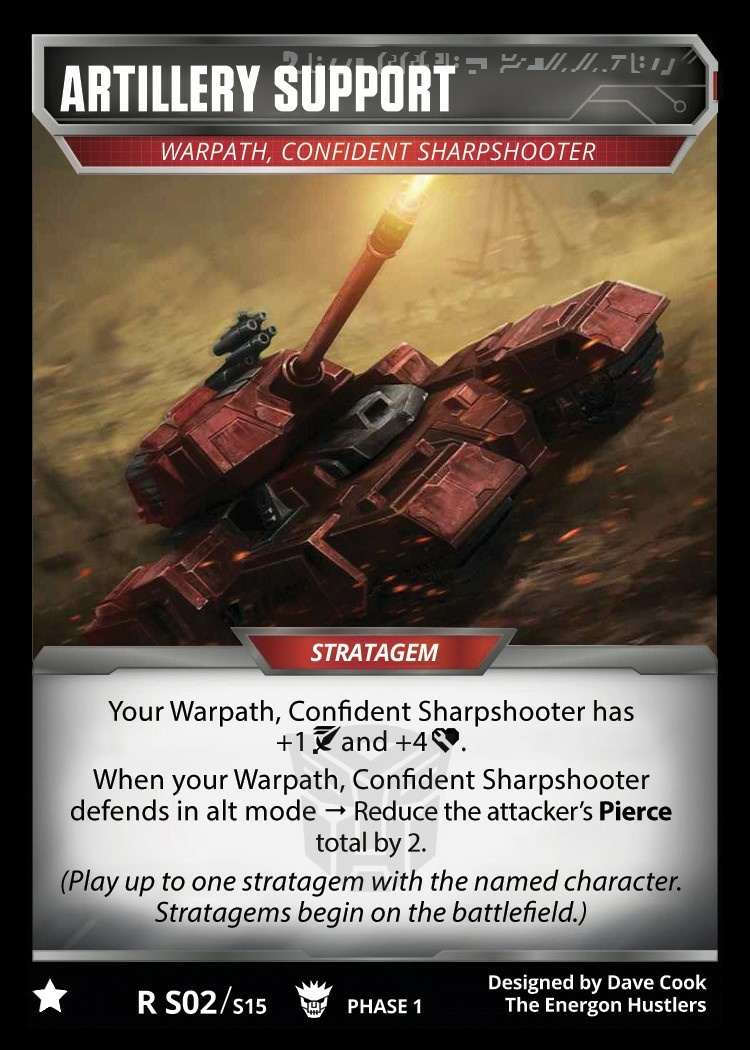 ARTILLERY SUPPORT
WARPATH, CONFIDENT SHARPSHOOTER
STRATAGEM
Your Warpath, Confident Sharpshooter has
+1 and +4.
When your Warpath, Confident Sharpshooter
defends in alt mode → Reduce the attacker's Pierce
total by 2.
(Play up to one stratagem with the named character.
Stratagems begin on the battlefield.)
R S02/S15 PHASE 1
Designed by Dave Cook
The Energon Hustlers